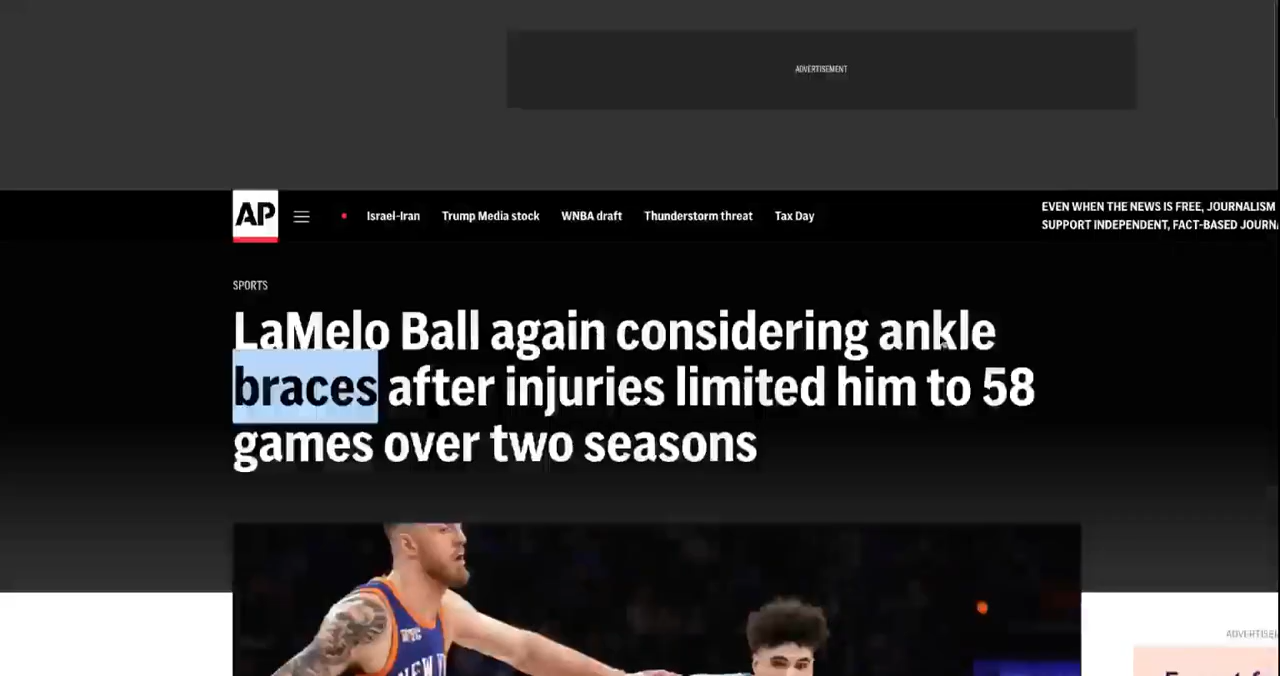 ADVERTISEMENT
AP
Israel-Iran
Trump Media stock
WNBA draft
Thunderstorm threat
Tax Day
EVEN WHEN THE NEWS IS FREE, JOURNALISM
SUPPORT INDEPENDENT, FACT-BASED
SPORTS
LaMelo Ball again considering ankle
braces after injuries limited him to 58
games over two seasons
NEW